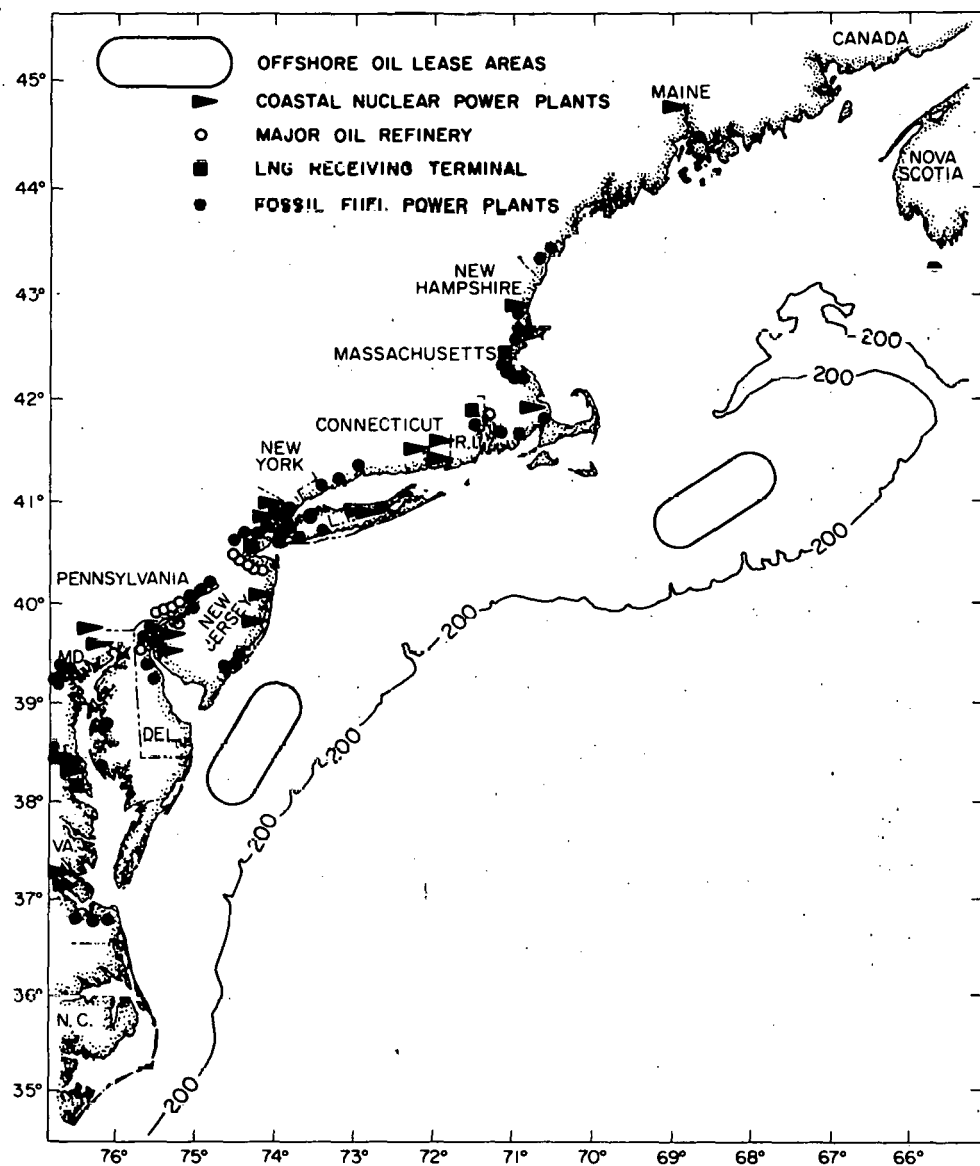 OFFSHORE OIL LEASE AREAS
COASTAL NUCLEAR POWER PLANTS
MAJOR OIL REFINERY
LNG RECEIVING TERMINAL
FOSSIL FUEL POWER PLANTS
CANADA
MAINE
NOVA
SCOTIA
NEW
HAMPSHIRE
MASSACHUSETTS
CONNECTICUT
R.I.
NEW
YORK
L.I.
PENNSYLVANIA
NEW
JERSEY
MD.
DEL.
VA.
N.C.
200
200
200
200
200
200
200
45°
44°
43°
42°
41°
40°
39°
38°
37°
36°
35°
76°
75°
74°
73°
72°
71°
70°
69°
68°
67°
66°